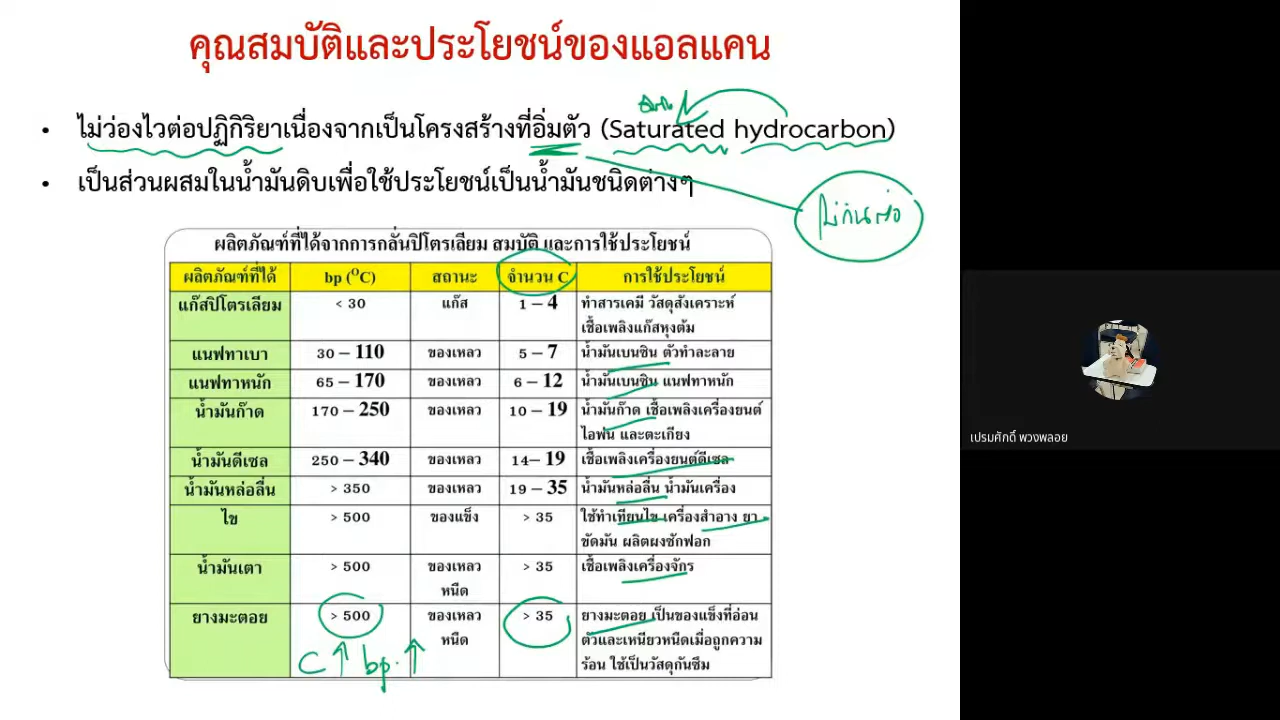 คุณสมบัติและประโยชน์ของแอลแคน
• ไม่ว่องไวต่อปฏิกิริยาเนื่องจากเป็นโครงสร้างที่อิ่มตัว (Saturated hydrocarbon)
• เป็นส่วนผสมในน้ำมันดิบเพื่อใช้ประโยชน์เป็นน้ำมันชนิดต่างๆ
ผลิตภัณฑ์ที่ได้จากการกลั่นปิโตรเลียม สมบัติ และการใช้ประโยชน์
ผลิตภัณฑ์ที่ได้ bp (OC) สถานะ จำนวน C การใช้ประโยชน์
แก๊สปิโตรเลียม < 30 แก๊ส 1 – 4 ทำสารเคมี วัสดุสังเคราะห์
เชื้อเพลิงแก๊สหุงต้ม
แนฟทาเบา 30 – 110 ของเหลว 5 – 7 น้ำมันเบนซิน ตัวทำละลาย
แนฟทาหนัก 65 – 170 ของเหลว 6 – 12 น้ำมันเบนซิน แนฟทาหนัก
น้ำมันก๊าด 170 – 250 ของเหลว 10 – 19 น้ำมันก๊าด เชื้อเพลิงเครื่องยนต์
ไอพ่น และตะเกียง
น้ำมันดีเซล 250 – 340 ของเหลว 14– 19 เชื้อเพลิงเครื่องยนต์ดีเซล
น้ำมันหล่อลื่น > 350 ของเหลว 19 – 35 น้ำมันหล่อลื่น น้ำมันเครื่อง
ไข > 500 ของแข็ง > 35 ใช้ทำเทียนไข เครื่องสำอาง ยา
ขัดมัน ผลิตผงซักฟอก
น้ำมันเตา > 500 ของเหลว > 35 เชื้อเพลิงเครื่องจักร
หนืด
ยางมะตอย > 500 ของเหลว > 35 ยางมะตอย เป็นของแข็งที่อ่อน
หนืด ตัวและเหนียวหนืดเมื่อถูกความ
ร้อน ใช้เป็นวัสดุกันซึม
C ↑ bp. ↑
เปรมศักดิ์ พวงพลอย